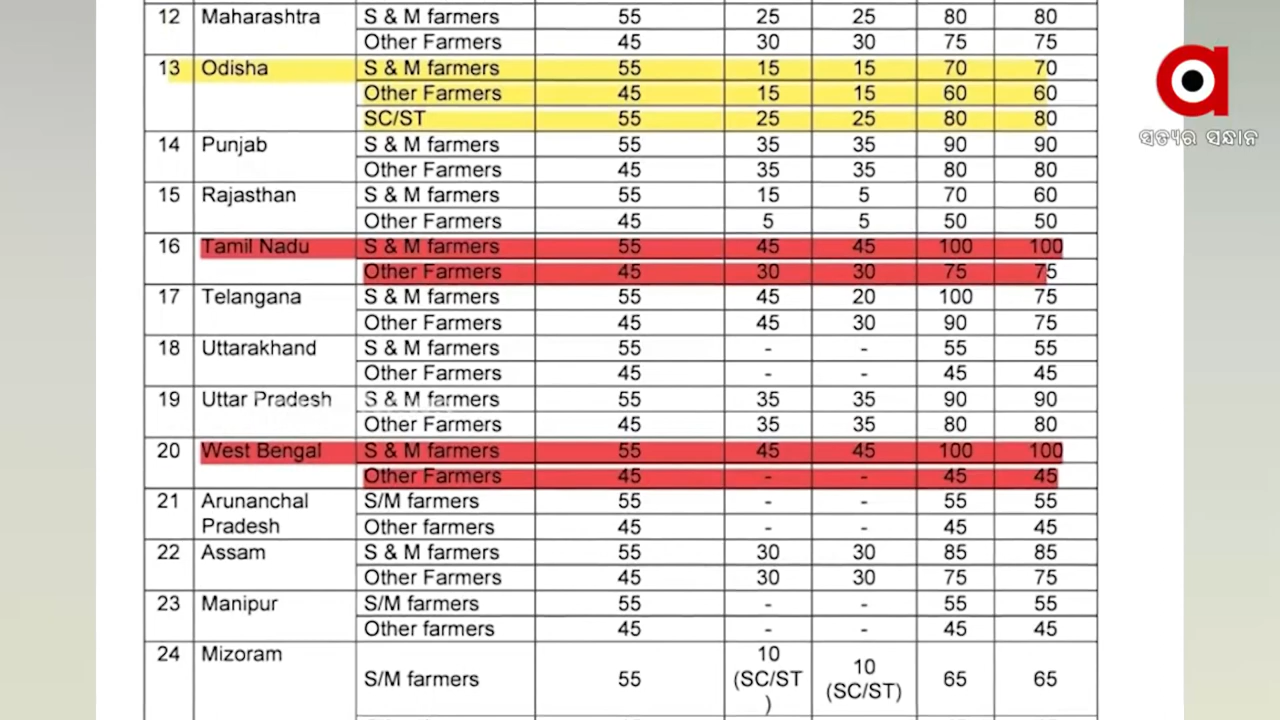 12 Maharashtra S & M farmers 55 25 25 80 80
Other Farmers 45 30 30 75 75
13 Odisha S & M farmers 55 15 15 70 70
Other Farmers 45 15 15 60 60
SC/ST 55 25 25 80 80
ସତ୍ୟର ସନ୍ଧାନ
14 Punjab S & M farmers 55 35 35 90 90
Other Farmers 45 35 35 80 80
15 Rajasthan S & M farmers 55 15 5 70 60
Other Farmers 45 5 5 50 50
16 Tamil Nadu S & M farmers 55 45 45 100 100
Other Farmers 45 30 30 75 75
17 Telangana S & M farmers 55 45 20 100 75
Other Farmers 45 45 30 90 75
18 Uttarakhand S & M farmers 55 - - 55 55
Other Farmers 45 - - 45 45
19 Uttar Pradesh S & M farmers 55 35 35 90 90
Other Farmers 45 35 35 80 80
20 West Bengal S & M farmers 55 45 45 100 100
Other Farmers 45 - - 45 45
21 Arunanchal S/M farmers 55 - - 55 55
Pradesh Other farmers 45 - - 45 45
22 Assam S & M farmers 55 30 30 85 85
Other Farmers 45 30 30 75 75
23 Manipur S/M farmers 55 - - 55 55
Other farmers 45 - - 45 45
24 Mizoram S/M farmers 55 10 (SC/ST) 10 (SC/ST) 65 65